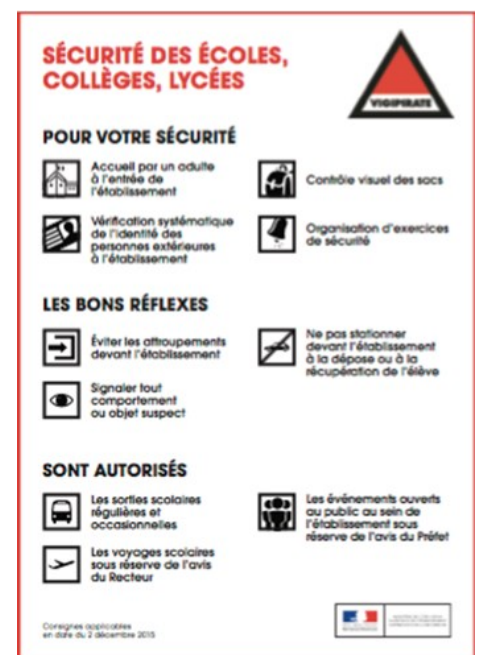 SÉCURITÉ DES ÉCOLES,
COLLÈGES, LYCÉES
VIGIPIRATE
POUR VOTRE SÉCURITÉ
Accueil par un adulte
à l'entrée de
l'établissement
Contrôle visuel des sacs
Vérification systématique
de l'identité des
personnes extérieures
à l'établissement
Organisation d'exercices
de sécurité
LES BONS RÉFLEXES
Éviter les attroupements
devant l'établissement
Ne pas stationner
devant l'établissement
à la dépose ou à la
récupération de l'élève
Signaler tout
comportement
ou objet suspect
SONT AUTORISÉS
Les sorties scolaires
régulières et
occasionnelles
Les événements ouverts
au public au sein de
l'établissement sous
réserve de l'avis du Préfet
Les voyages scolaires
sous réserve de l'avis
du Recteur
Consignes applicables
en date du 2 décembre 2015